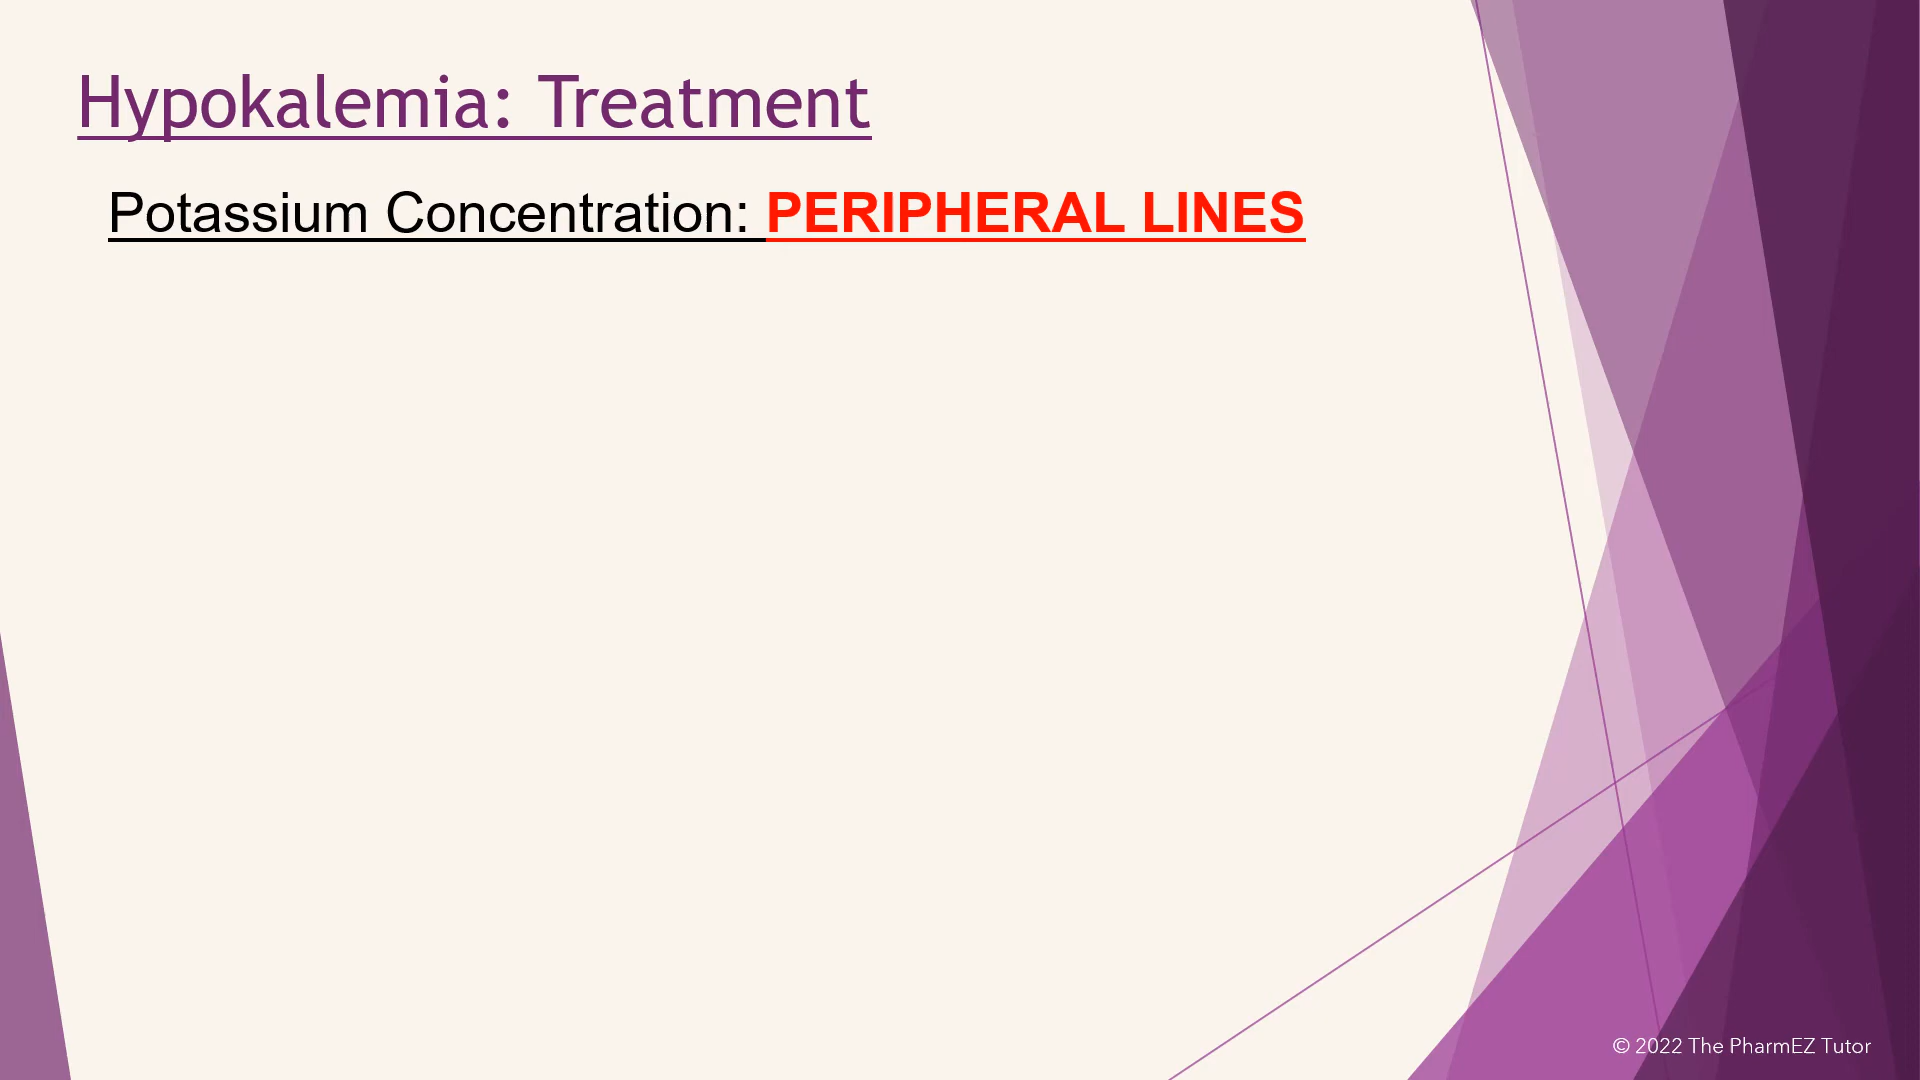 Hypokalemia: Treatment
Potassium Concentration: PERIPHERAL LINES
© 2022 The PharmEZ Tutor